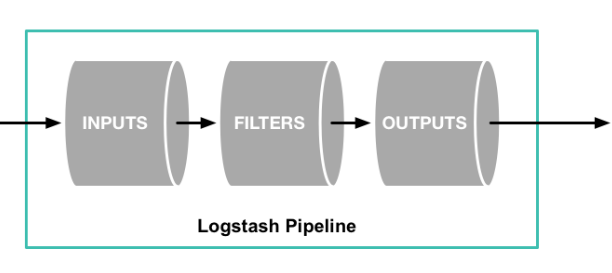 INPUTS
FILTERS
OUTPUTS
Logstash Pipeline